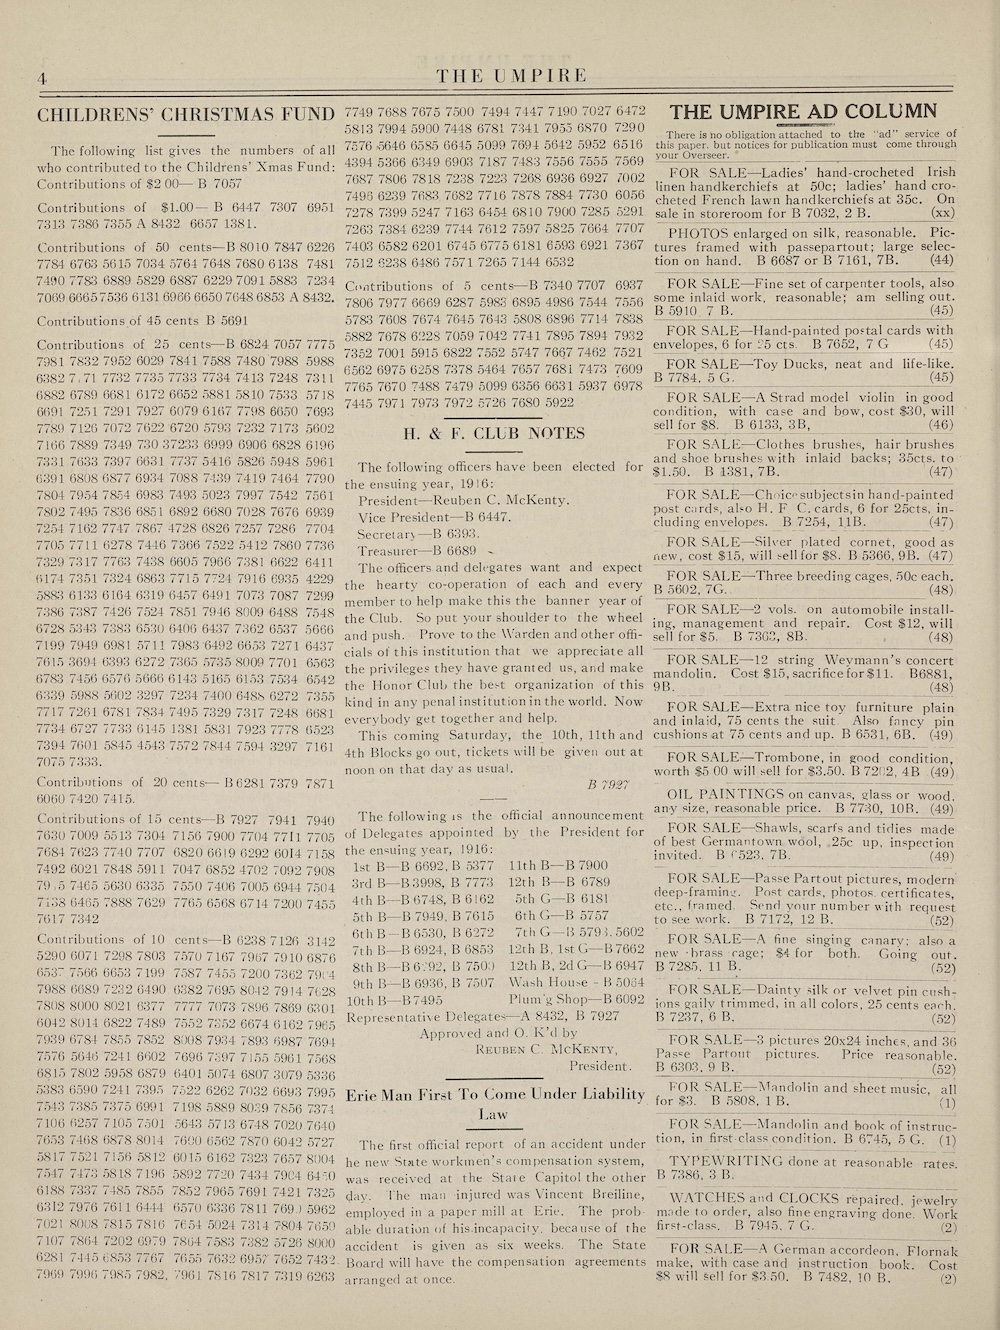 4
THE UMPIRE
CHILDRENS' CHRISTMAS FUND
The following list gives the numbers of all
who contributed to the Childrens' Xmas Fund:
Contributions of $2 00— B 7057
Contributions of $1.00— B 6447 7307 6951
7313 7386 7355 A 8432 6657 1381.
Contributions of 50 cents—B 8010 7847 6226
7784 6763 5615 7034 5764 7648 7680 6138 7481
7490 7783 6889 5829 6887 6229 7091 5883 7234
7069 6665 7536 6131 6966 6650 7648 6853 A 8432.
Contributions of 45 cents B 5691
Contributions of 25 cents—B 6824 7057 7775
7981 7832 7952 6029 7841 7588 7480 7988 5988
6382 7732 7735 7733 7734 7413 7248 7311
6882 6789 6681 6172 6652 5881 5810 7533 5718
6691 7251 7291 7927 6079 6167 7798 6650 7693
7789 7126 7072 7622 6720 5793 7232 7173 5602
7166 7889 7349 730 37233 6999 6906 6828 6196
7331 7633 7397 6631 7737 5416 5826 5948 5961
6391 6808 6877 6934 7088 7439 7419 7464 7790
7804 7954 7854 6983 7493 5023 7997 7542 7561
7802 7495 7836 6851 6892 6680 7028 7676 6939
7254 7162 7747 7867 4728 6826 7257 7286 7704
7705 7711 6278 7446 7366 7522 5412 7860 7736
7329 7317 7763 7438 6605 7966 7381 6622 6411
6174 7351 7324 6863 7715 7724 7916 6935 4229
5883 6133 6164 6319 6457 6491 7073 7087 7299
7386 7387 7426 7524 7851 7946 8009 6488 7548
6728 5343 7383 6530 6406 6437 7362 6537 5666
7199 7949 6981 5711 7983 6492 6653 7271 6437
7615 3694 6393 6272 7365 5735 8009 7701 6563
6783 7456 6576 5666 6143 5165 6153 7534 6542
6339 5988 5602 3297 7234 7400 6488 6272 7355
7717 7261 6781 7834 7495 7329 7317 7248 6681
7734 6727 7733 6145 1381 5831 7923 7778 6523
7394 7601 5845 4543 7572 7844 7594 3297 7161
7075 7333.
Contributions of 20 cents— B 6281 7379 7871
6060 7420 7415.
Contributions of 15 cents—B 7927 7941 7940
7630 7009 5513 7304 7156 7900 7704 7711 7705
7684 7623 7740 7707 6820 6619 6292 6014 7158
7492 6021 7848 5911 7047 6852 4702 7092 7908
7465 5630 6335 7550 7406 7005 6944 7504
7138 6465 7888 7629 7765 6568 6714 7200 7455
7617 7342
Contributions of 10 cents—B 6238 7126 3142
5290 6071 7298 7803 7570 7167 7967 7910 6876
6537 7566 6653 7199 7587 7455 7200 7362
7988 6689 7232 6490 6382 7695 8042 7914 7628
7808 8000 8021 6377 7777 7073 7896 7869 6301
6042 8014 6822 7489 7552 7352 6674 6162 7965
7939 6784 7855 7852 8008 7934 7893 6987 7694
7576 5646 7241 6602 7696 7397 7155 5961 7568
6815 7802 5958 6879 6401 5074 6807 3079 5336
5383 6590 7241 7395 7522 6262 7032 6693 7995
7543 7385 7375 6991 7198 5889 8039 7856 7374
7106 6257 7105 7501 5643 5713 6748 7020 7640
7653 7468 6878 8014 7600 6562 7870 6042 5727
5817 7521 7156 5812 6015 6162 7323 7657 8004
7547 7473 5818 7196 5892 7720 7434 7904
6188 7337 7485 7855 7852 7965 7691 7421 7325
6312 7976 7611 6444 6570 6336 7811 5962
7021 8008 7815 7816 7654 5024 7314 7804 7650
7107 7864 7202 6979 7864 7583 7382 5726 8000
6281 7445 6853 7767 7655 7632 6957 7652 7432
7969 7996 7985 7982, 7961 7816 7817 7319 6263
7749 7688 7675 7500 7494 7447 7190 7027 6472
5813 7994 5900 7448 6781 7341 7955 6870 7290
7576 5646 6585 6645 5099 7694 5642 5952 6516
4394 5366 6349 6903 7187 7483 7556 7555 7569
7687 7806 7818 7238 7223 7268 6936 6927 7002
7496 6239 7683 7682 7716 7878 7884 7730 6056
7278 7399 5247 7163 6454 6810 7900 7285 5291
7263 7384 6239 7744 7612 7597 5825 7664 7707
7403 6582 6201 6745 6775 6181 6593 6921 7367
7512 6238 6486 7571 7265 7144 6532
Contributions of 5 cents—B 7340 7707 6937
7806 7977 6669 6287 5983 6895 4986 7544 7556
5783 7608 7674 7645 7643 5808 6896 7714 7838
5882 7678 6328 7059 7042 7741 7895 7894 7932
7352 7001 5915 6822 7552 5747 7667 7462 7521
6562 6975 6258 7378 5464 7657 7681 7473 7609
7765 7670 7488 7479 5099 6356 6631 5937 6978
7445 7971 7973 7972 5726 7680 5922
H. & F. CLUB NOTES
The following officers have been elected for
the ensuing year, 1916:
President—Reuben C. McKenty.
Vice President—B 6447.
Secretary—B 6393.
Treasurer—B 6689
The officers and delegates want and expect
the hearty co-operation of each and every
member to help make this the banner year of
the Club. So put your shoulder to the wheel
and push. Prove to the Warden and other offi-
cials of this institution that we appreciate all
the privileges they have granted us, and make
the Honor Club the best organization of this
kind in any penal institution in the world. Now
everybody get together and help.
This coming Saturday, the 10th, 11th and
4th Blocks go out, tickets will be given out at
noon on that day as usual.
B 7927
The following is the official announcement
of Delegates appointed by the President for
the ensuing year, 1916:
1st B—B 6692, B 5377 11th B—B 7900
3rd B—B 3998, B 7773 12th B—B 6789
4th B—B 6748, B 6162 5th G—B 6181
5th B—B 7949, B 7615 6th G—B 5757
6th B—B 6530, B 6272 7th G—B 5793. 5602
7th B—B 6924, B 6853 12th B, 1st G—B 7662
8th B—B 7500 12th B, 2d G—B 6947
9th B—B 6936, B 7507 Wash House - B 5064
10th B—B 7495 Plum'g Shop—B 6092
Representative Delegates—A 8432, B 7927
Approved and O. K'd by
REUBEN C. MCKENTY,
President.
Erie Man First To Come Under Liability
Law
The first official report of an accident under
he new State workmen's compensation system,
was received at the State Capitol the other
day. The man injured was Vincent Breiline,
employed in a paper mill at Erie. The prob-
able duration of his incapacity, because of the
accident is given as six weeks. The State
Board will have the compensation agreements
arranged at once.
THE UMPIRE AD COLUMN
There is no obligation attached to the "ad" service of
this paper, but notices for publication must come through
your Overseer.
FOR SALE—Ladies' hand-crocheted Irish
linen handkerchiefs at 50c; ladies' hand cro-
cheted French lawn handkerchiefs at 35c. On
sale in storeroom for B 7032, 2 B. (xx)
PHOTOS enlarged on silk, reasonable. Pic-
tures framed with passepartout; large selec-
tion on hand. B 6687 or B 7161, 7B. (44)
FOR SALE—Fine set of carpenter tools, also
some inlaid work, reasonable; am selling out.
B 5910 7 B. (45)
FOR SALE—Hand-painted postal cards with
envelopes, 6 for 25 cts. B 7652, 7 G (45)
FOR SALE—Toy Ducks, neat and life-like.
B 7784, 5 G. (45)
FOR SALE—A Strad model violin in good
condition, with case and bow, cost $30, will
sell for $8. B 6133, 3B, (46)
FOR SALE—Clothes brushes, hair brushes
and shoe brushes with inlaid backs; 35cts. to
$1.50. B 4381, 7B. (47)
FOR SALE—Choice subjects in hand-painted
post cards, also H. F C. cards, 6 for 25cts, in-
cluding envelopes. B 7254, 11B. (47)
FOR SALE—Silver plated cornet, good as
new, cost $15, will sell for $8. B 5366, 9B. (47)
FOR SALE—Three breeding cages, 50c each.
B 5602, 7G. (48)
FOR SALE—2 vols. on automobile install-
ing, management and repair. Cost $12, will
sell for $5. B 7363, 8B. (48)
FOR SALE—12 string Weymann's concert
mandolin. Cost $15, sacrifice for $11. B6881,
9B. (48)
FOR SALE—Extra nice toy furniture plain
and inlaid, 75 cents the suit. Also fancy pin
cushions at 75 cents and up. B 6531, 6B. (49)
FOR SALE—Trombone, in good condition,
worth $5 00 will sell for $3.50. B 7202, 4B (49)
OIL PAINTINGS on canvas, glass or wood,
any size, reasonable price. B 7730, 10B. (49)
FOR SALE—Shawls, scarfs and tidies made
of best Germantown wool, .25c up, inspection
invited. B 6523, 7B. (49)
FOR SALE—Passe Partout pictures, modern
deep-framing. Post cards, photos, certificates,
etc., framed. Send your number with request
to see work. B 7172, 12 B. (52)
FOR SALE—A fine singing canary; also a
new brass cage; $4 for both. Going out.
B 7285, 11 B. (52)
FOR SALE—Dainty silk or velvet pin cush-
ions gaily trimmed, in all colors, 25 cents each.
B 7237, 6 B. (52)
FOR SALE—3 pictures 20x24 inches, and 36
Passe Partout pictures. Price reasonable.
B 6303, 9 B. (52)
FOR SALE—Mandolin and sheet music, all
for $3. B 5808, 1 B. (1)
FOR SALE—Mandolin and book of instruc-
tion, in first-class condition. B 6745, 5 G. (1)
TYPEWRITING done at reasonable rates.
B 7386, 3 B.
WATCHES and CLOCKS repaired, jewelry
made to order, also fine engraving done. Work
first-class. B 7945, 7 G. (2)
FOR SALE—A German accordeon, Flornak
make, with case and instruction book. Cost
$8 will sell for $3 50. B 7482, 10 B. (2)